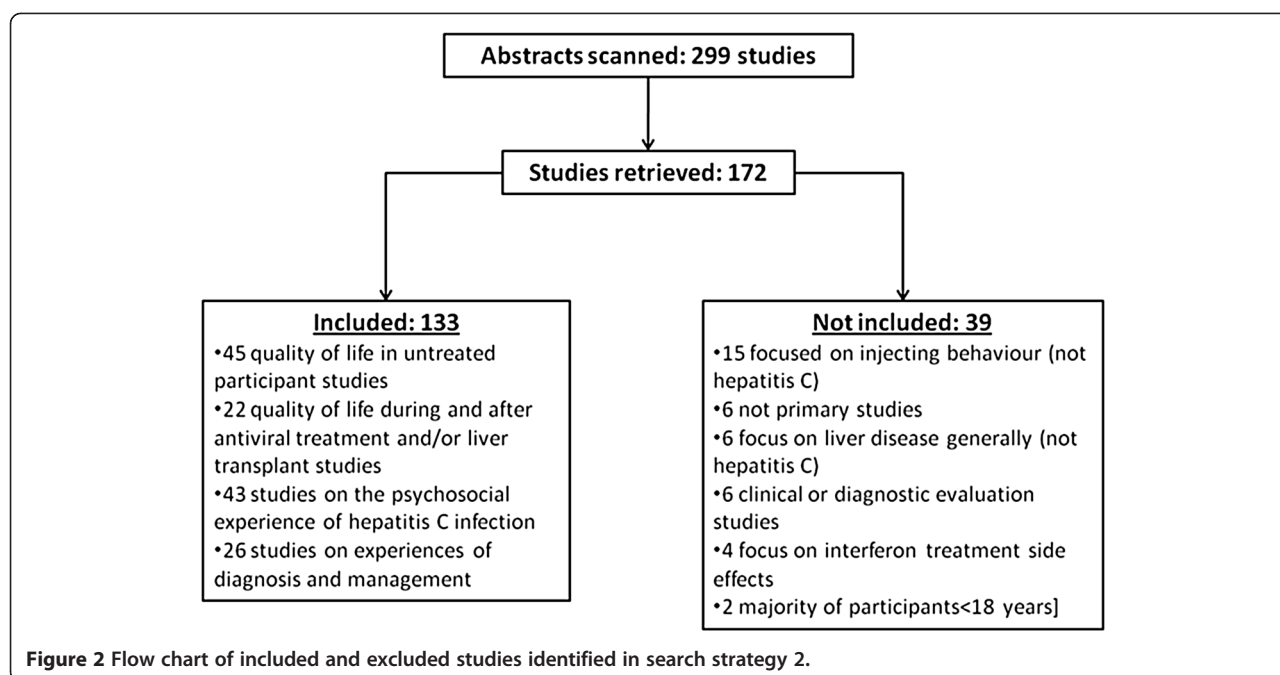 Abstracts scanned: 299 studies
Studies retrieved: 172
Included: 133
•45 quality of life in untreated
participant studies
•22 quality of life during and after
antiviral treatment and/or liver
transplant studies
•43 studies on the psychosocial
experience of hepatitis C infection
•26 studies on experiences of
diagnosis and management
Not included: 39
•15 focused on injecting behaviour (not
hepatitis C)
•6 not primary studies
•6 focus on liver disease generally (not
hepatitis C)
•6 clinical or diagnostic evaluation
studies
•4 focus on interferon treatment side
effects
•2 majority of participants<18 years]
Figure 2 Flow chart of included and excluded studies identified in search strategy 2.